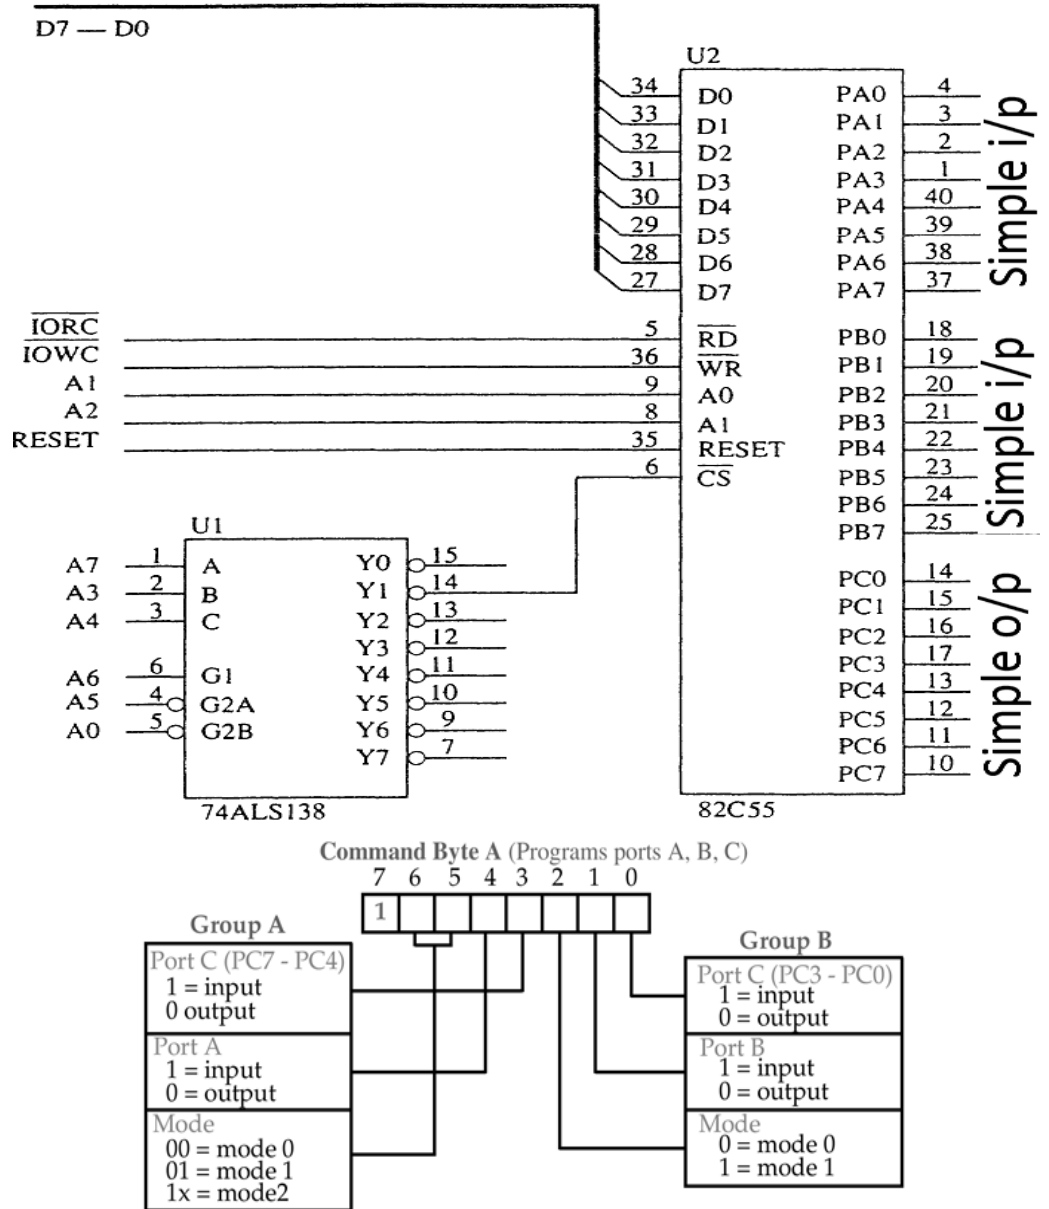 D7 — D0
U2
34 D0 PA0 4
33 D1 PA1 3
32 D2 PA2 2
31 D3 PA3 1
30 D4 PA4 40
29 D5 PA5 39
28 D6 PA6 38
27 D7 PA7 37
Simple i/p
IORC 5 RD PB0 18
IOWC 36 WR PB1 19
A1 9 A0 PB2 20
A2 8 A1 PB3 21
RESET 35 RESET PB4 22
6 CS PB5 23
PB6 24
PB7 25
Simple i/p
U1
A7 1 A Y0 15
A3 2 B Y1 14
A4 3 C Y2 13
Y3 12
A6 6 G1 Y4 11
A5 4 G2A Y5 10
A0 5 G2B Y6 9
Y7 7
74ALS138
PC0 14
PC1 15
PC2 16
PC3 17
PC4 13
PC5 12
PC6 11
PC7 10
Simple o/p
82C55
Command Byte A (Programs ports A, B, C)
7 6 5 4 3 2 1 0
1
Group A
Port C (PC7 - PC4)
1 = input
0 output
Port A
1 = input
0 = output
Mode
00 = mode 0
01 = mode 1
1x = mode2
Group B
Port C (PC3 - PC0)
1 = input
0 = output
Port B
1 = input
0 = output
Mode
0 = mode 0
1 = mode 1